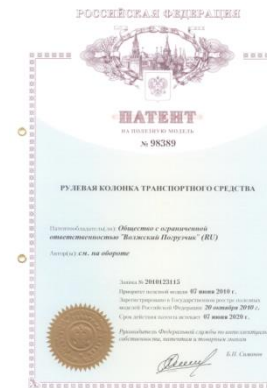 РОССИЙСКАЯ ФЕДЕРАЦИЯ
ПАТЕНТ
НА ПОЛЕЗНУЮ МОДЕЛЬ
№ 98389
РУЛЕВАЯ КОЛОНКА ТРАНСПОРТНОГО СРЕДСТВА
Патентообладатель(ли): Общество с ограниченной
ответственностью "Волжский Погрузчик" (RU)
Автор(ы): см. на обороте
Заявка № 2010123115
Приоритет полезной модели 07 июня 2010 г.
Зарегистрировано в Государственном реестре полезных
моделей Российской Федерации 20 октября 2010 г.
Срок действия патента истекает 07 июня 2020 г.
Руководитель Федеральной службы по интеллектуальной
собственности, патентам и товарным знакам
Б.П. Симонов